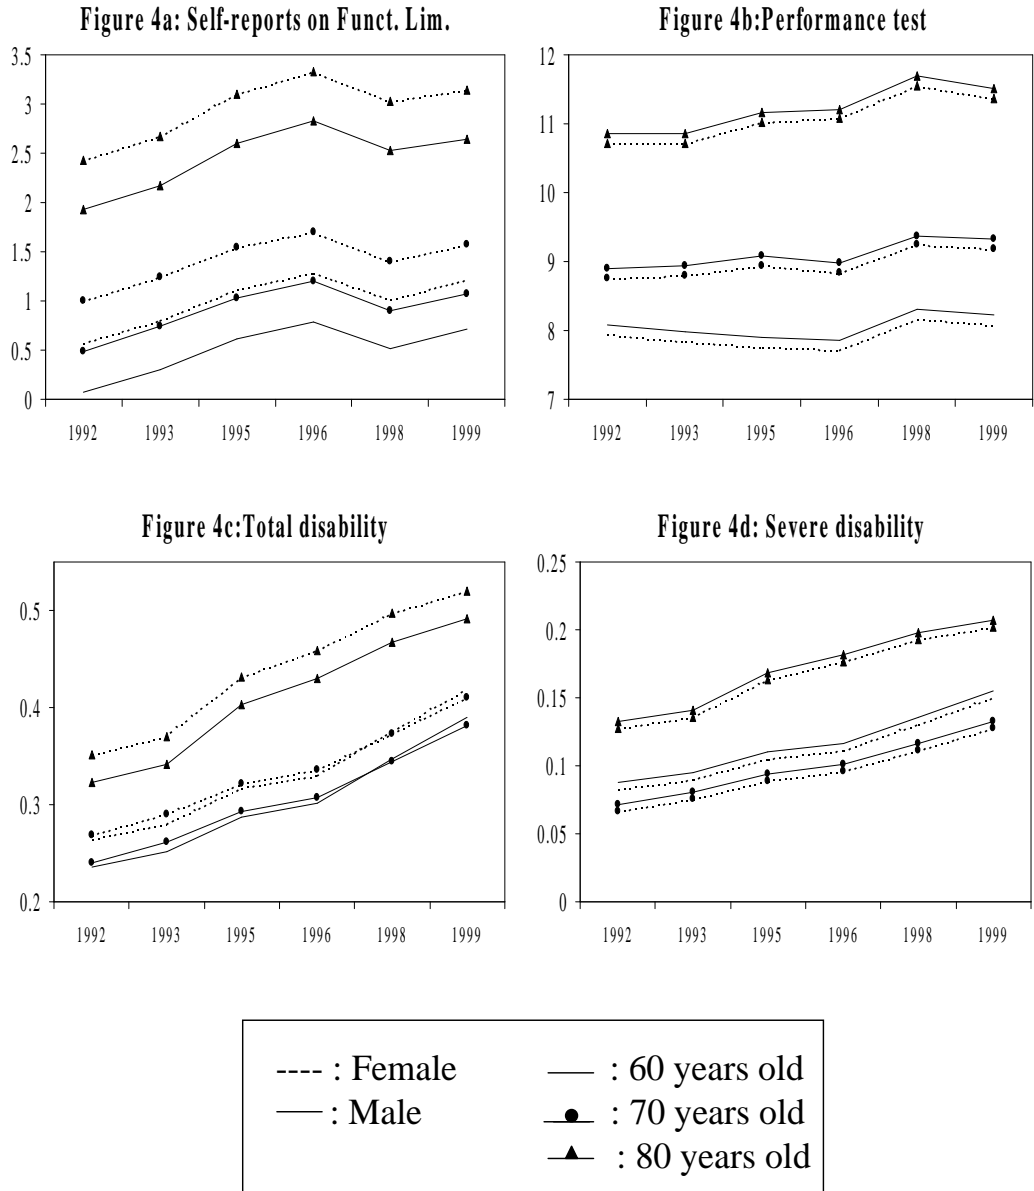 Figure 4a: Self-reports on Funct. Lim.
3.5
3
2.5
2
1.5
1
0.5
0
1992 1993 1995 1996 1998 1999
Figure 4b:Performance test
12
11
10
9
8
7
1992 1993 1995 1996 1998 1999
Figure 4c:Total disability
0.5
0.4
0.3
0.2
1992 1993 1995 1996 1998 1999
Figure 4d: Severe disability
0.25
0.2
0.15
0.1
0.05
0
1992 1993 1995 1996 1998 1999
---- : Female
: Male
: 60 years old
: 70 years old
: 80 years old